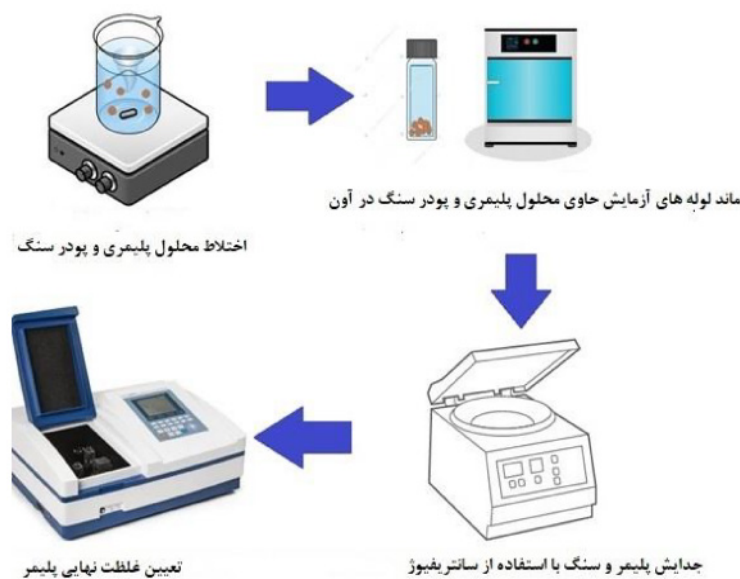 ماند لوله های آزمایش حاوی محلول پلیمری و پودر سنگ در آون
اختلاط محلول پلیمری و پودر سنگ
جدایش پلیمر و سنگ با استفاده از سانتریفیوژ
تعیین غلظت نهایی پلیمر